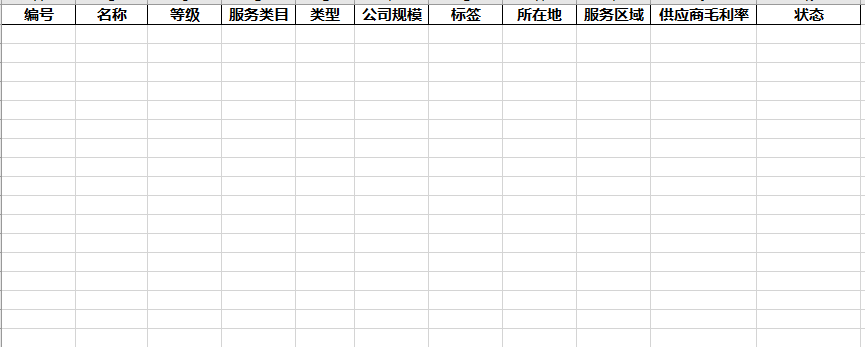 编号 名称 等级 服务类目 类型 公司规模 标签 所在地 服务区域 供应商毛利率 状态